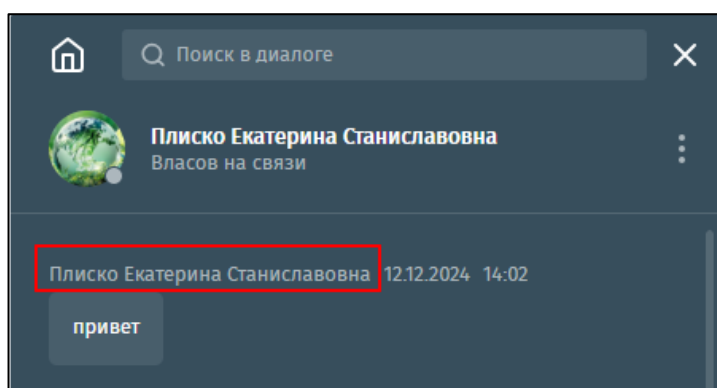 Поиск в диалоге
Плиско Екатерина Станиславовна
Власов на связи
Плиско Екатерина Станиславовна 12.12.2024 14:02
привет